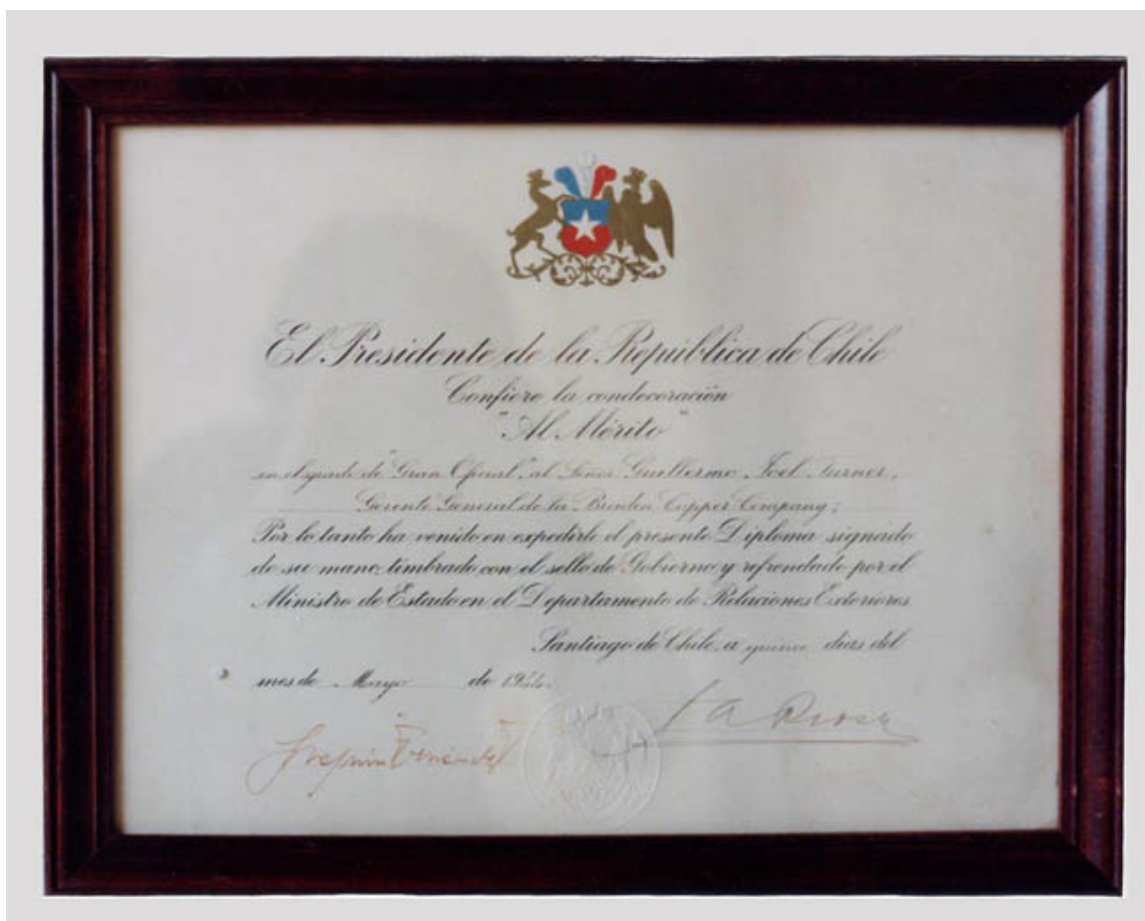 El Presidente de la República de Chile
Confiere la condecoración
"Al Mérito"
en el grado de "Gran Oficial," al Señor Guillermo Joel Turner,
Gerente General de la Braden Copper Company;
Por lo tanto ha venido en expedirle el presente Diploma signado
de su mano, timbrado con el sello de Gobierno y refrendado por el
Ministro de Estado en el Departamento de Relaciones Exteriores.
Santiago de Chile, a quince dias del
mes de Mayo de 1944.